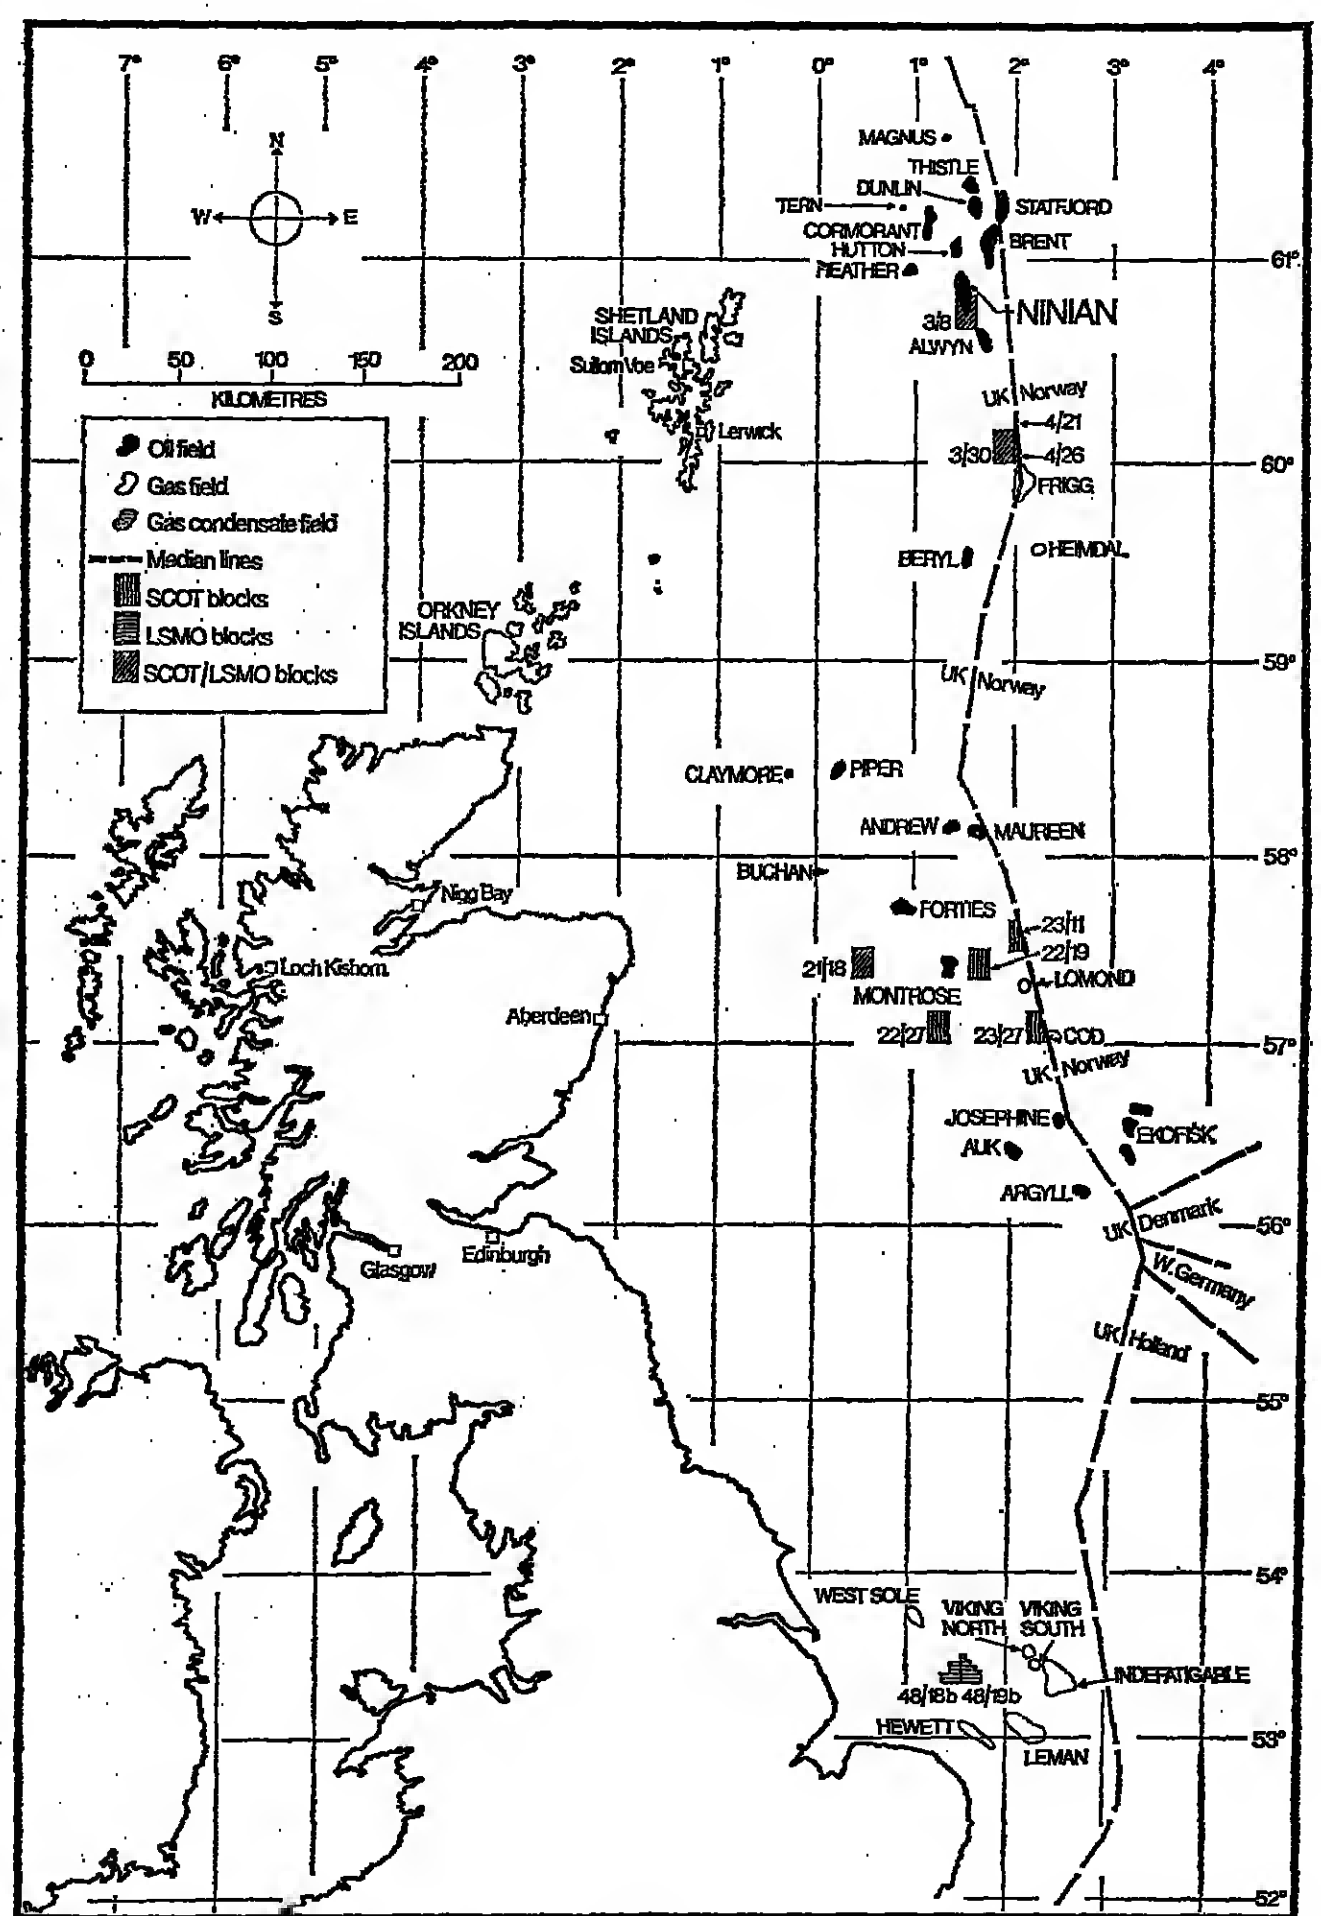 7° 6° 5° 4° 3° 2° 1° 0° 1° 2° 3° 4°
N
W E
S
0 50 100 150 200
KILOMETRES
Oil field
Gas field
Gas condensate field
Median lines
SCOT blocks
LSMO blocks
SCOT/LSMO blocks
MAGNUS
THISTLE
DUNLIN
TERN
STATFJORD
CORMORANT
HUTTON
BRENT
HEATHER
61°
SHETLAND
ISLANDS
Sullom Voe
Lerwick
3/8
NINIAN
ALWYN
UK Norway
4/21
3/30
4/26
60°
FRIGG
BERYL
HEIMDAL
ORKNEY
ISLANDS
59°
UK Norway
CLAYMORE
PIPER
ANDREW
MAUREEN
58°
BUCHAN
FORTIES
Nigg Bay
23/11
22/19
Loch Kishorn
21/18
LOMOND
MONTROSE
Aberdeen
22/27
23/27
COD
57°
UK Norway
JOSEPHINE
EKOFISK
AUK
ARGYLL
UK Denmark
56°
Edinburgh
Glasgow
W. Germany
UK Holland
55°
54°
WEST SOLE
VIKING
NORTH
VIKING
SOUTH
INDEFATIGABLE
48/18b 48/19b
HEWETT
53°
LEMAN
52°